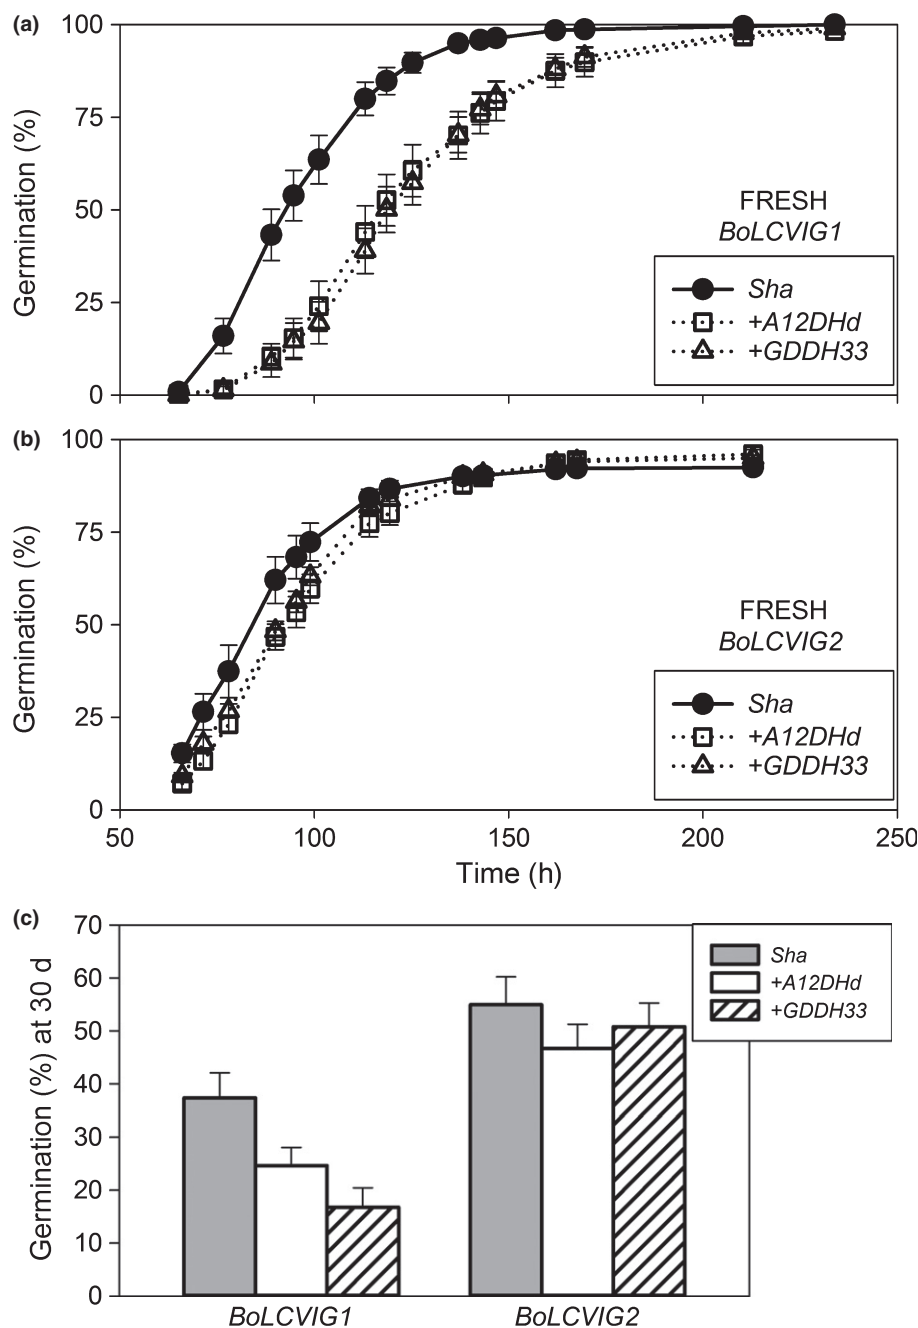 (a)
100
75
50
25
0
Germination (%)
FRESH
BoLCVIG1
Sha
+A12DHd
+GDDH33
(b)
100
75
50
25
0
Germination (%)
FRESH
BoLCVIG2
Sha
+A12DHd
+GDDH33
50 100 150 200 250
Time (h)
(c)
70
60
50
40
30
20
10
0
Germination (%) at 30 d
Sha
+A12DHd
+GDDH33
BoLCVIG1 BoLCVIG2